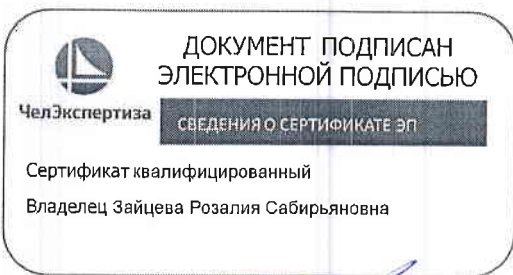 ДОКУМЕНТ ПОДПИСАН
ЭЛЕКТРОННОЙ ПОДПИСЬЮ
ЧелЭкспертиза
СВЕДЕНИЯ О СЕРТИФИКАТЕ ЭП
Сертификат квалифицированный
Владелец Зайцева Розалия Сабирьяновна